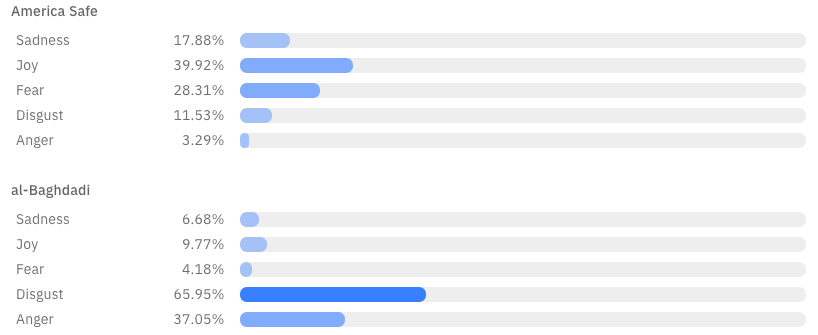 America Safe
Sadness 17.88%
Joy 39.92%
Fear 28.31%
Disgust 11.53%
Anger 3.29%
al-Baghdadi
Sadness 6.68%
Joy 9.77%
Fear 4.18%
Disgust 65.95%
Anger 37.05%